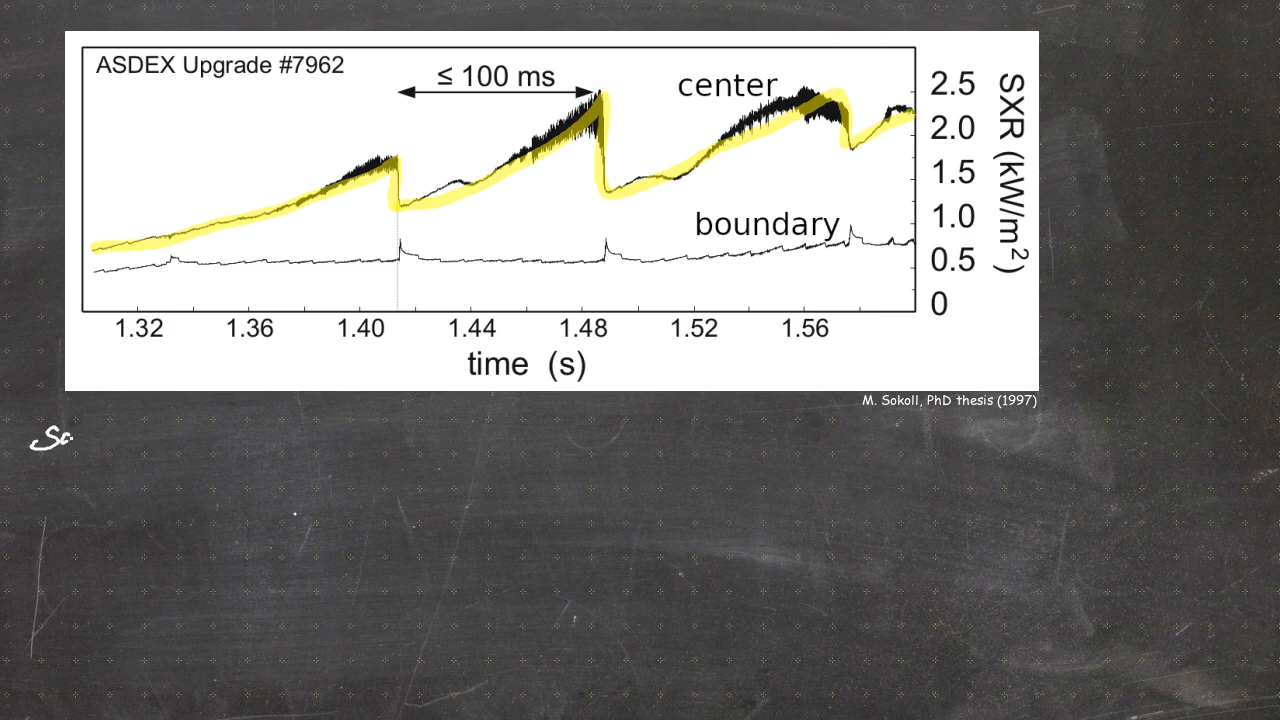 ASDEX Upgrade #7962
≤ 100 ms
center
boundary
2.5
2.0
1.5
1.0
0.5
0
SXR (kW/m²)
1.32 1.36 1.40 1.44 1.48 1.52 1.56
time (s)
M. Sokoll, PhD thesis (1997)